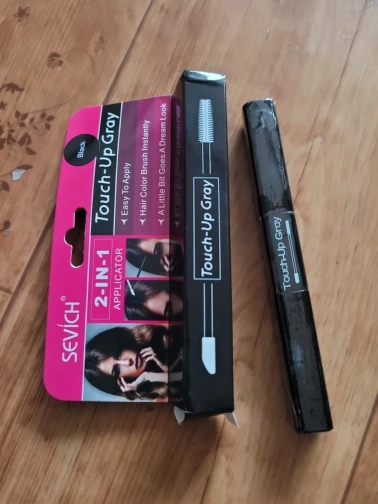 Black
Touch-Up Gray
Easy To Apply
Hair Color Brush Instantly
A Little Bit Goes A Dream Look
SEVICH®
2-IN-1
APPLICATOR
Touch-Up Gray
Touch-Up Gray